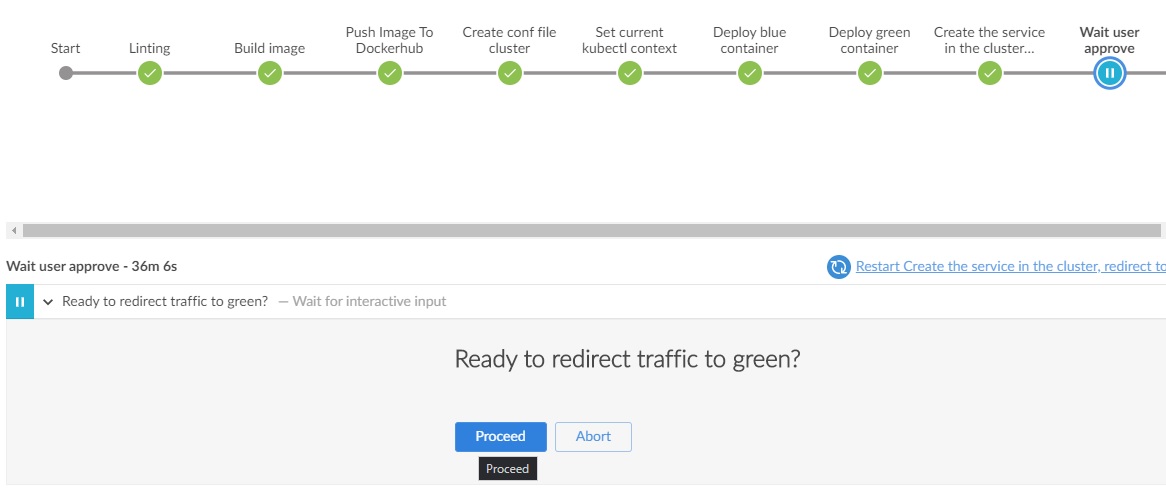 Start
Linting
Build image
Push Image To
Dockerhub
Create conf file
cluster
Set current
kubectl context
Deploy blue
container
Deploy green
container
Create the service
in the cluster...
Wait user
approve
Wait user approve - 36m 6s
Restart Create the service in the cluster, redirect to
Ready to redirect traffic to green? — Wait for interactive input
Ready to redirect traffic to green?
Proceed Abort
Proceed